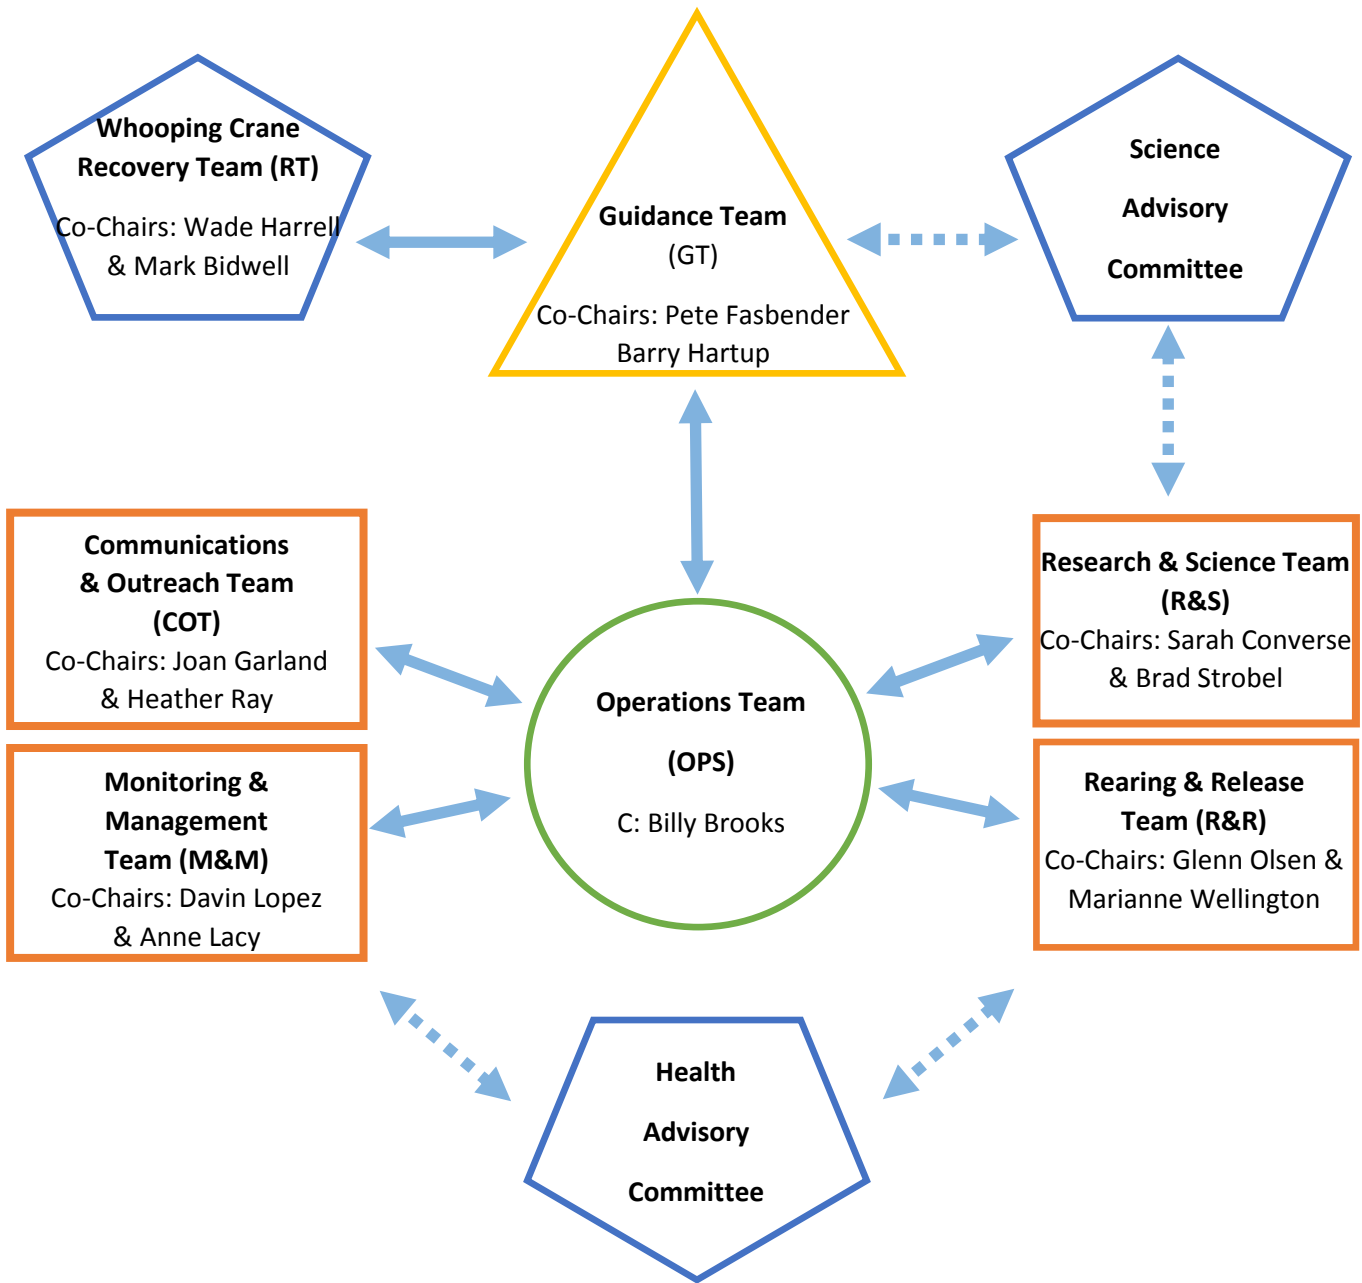 Whooping Crane
Recovery Team (RT)
Co-Chairs: Wade Harrell
& Mark Bidwell
Guidance Team
(GT)
Co-Chairs: Pete Fasbender
Barry Hartup
Science
Advisory
Committee
Communications
& Outreach Team
(COT)
Co-Chairs: Joan Garland
& Heather Ray
Research & Science Team
(R&S)
Co-Chairs: Sarah Converse
& Brad Strobel
Operations Team
(OPS)
C: Billy Brooks
Monitoring &
Management
Team (M&M)
Co-Chairs: Davin Lopez
& Anne Lacy
Rearing & Release
Team (R&R)
Co-Chairs: Glenn Olsen &
Marianne Wellington
Health
Advisory
Committee